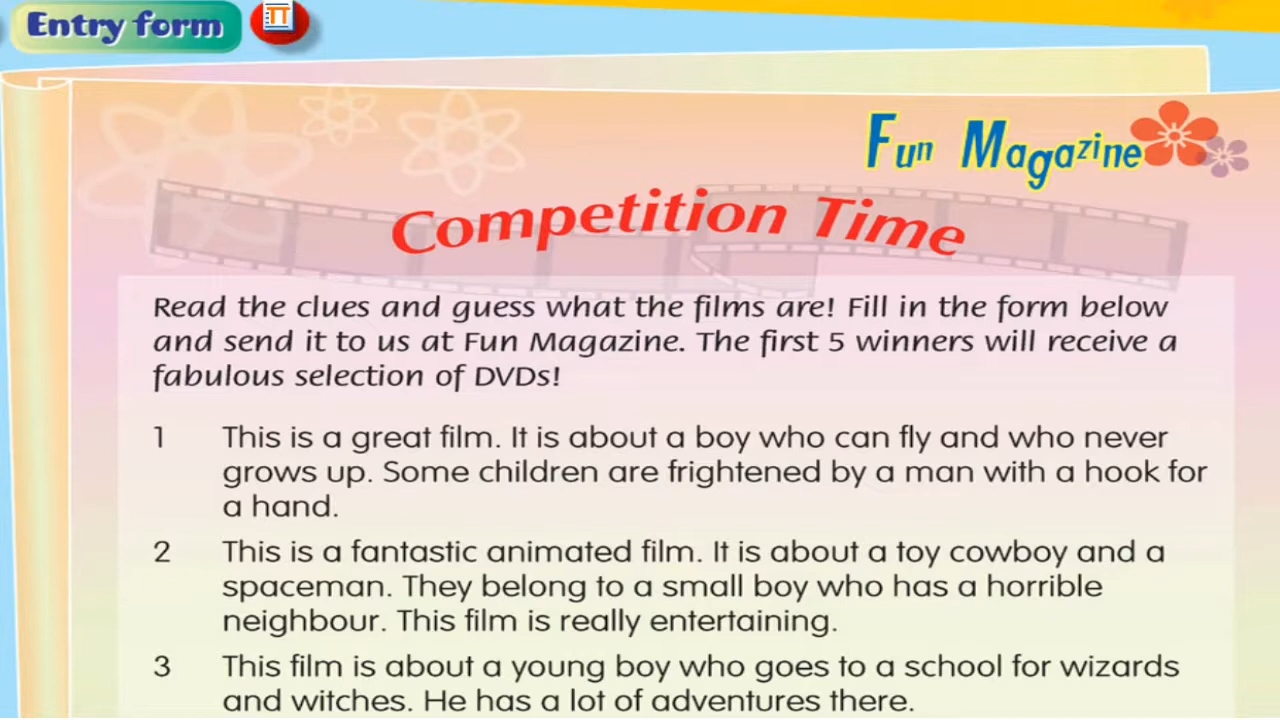 Entry form
Fun Magazine
Competition Time
Read the clues and guess what the films are! Fill in the form below
and send it to us at Fun Magazine. The first 5 winners will receive a
fabulous selection of DVDs!
1 This is a great film. It is about a boy who can fly and who never
grows up. Some children are frightened by a man with a hook for
a hand.
2 This is a fantastic animated film. It is about a toy cowboy and a
spaceman. They belong to a small boy who has a horrible
neighbour. This film is really entertaining.
3 This film is about a young boy who goes to a school for wizards
and witches. He has a lot of adventures there.